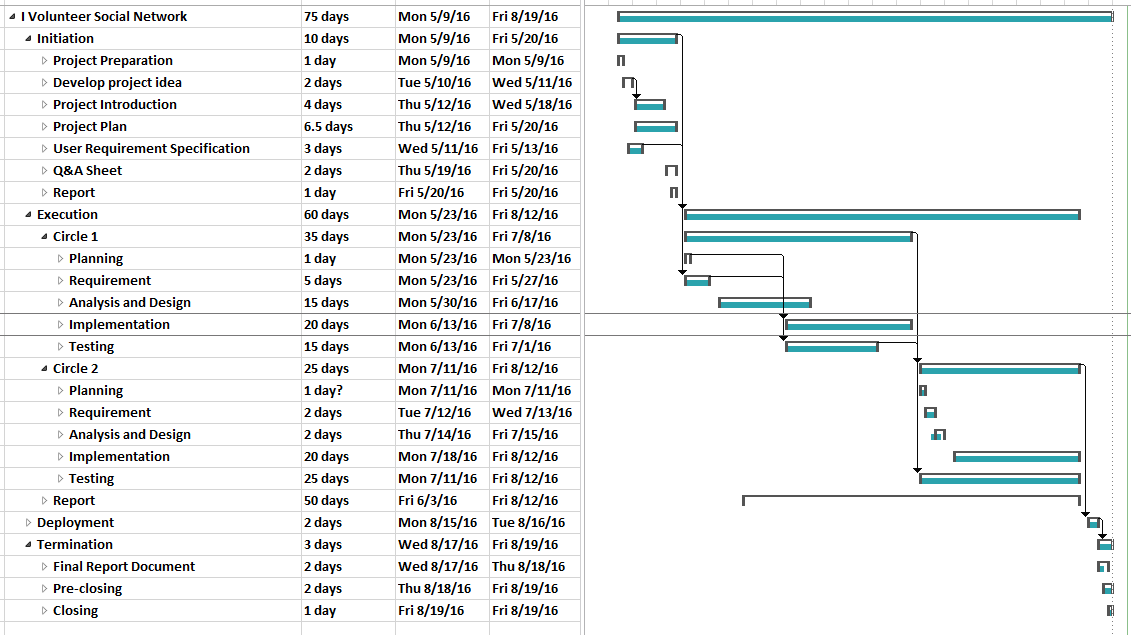 I Volunteer Social Network 75 days Mon 5/9/16 Fri 8/19/16
Initiation 10 days Mon 5/9/16 Fri 5/20/16
Project Preparation 1 day Mon 5/9/16 Mon 5/9/16
Develop project idea 2 days Tue 5/10/16 Wed 5/11/16
Project Introduction 4 days Thu 5/12/16 Wed 5/18/16
Project Plan 6.5 days Thu 5/12/16 Fri 5/20/16
User Requirement Specification 3 days Wed 5/11/16 Fri 5/13/16
Q&A Sheet 2 days Thu 5/19/16 Fri 5/20/16
Report 1 day Fri 5/20/16 Fri 5/20/16
Execution 60 days Mon 5/23/16 Fri 8/12/16
Circle 1 35 days Mon 5/23/16 Fri 7/8/16
Planning 1 day Mon 5/23/16 Mon 5/23/16
Requirement 5 days Mon 5/23/16 Fri 5/27/16
Analysis and Design 15 days Mon 5/30/16 Fri 6/17/16
Implementation 20 days Mon 6/13/16 Fri 7/8/16
Testing 15 days Mon 6/13/16 Fri 7/1/16
Circle 2 25 days Mon 7/11/16 Fri 8/12/16
Planning 1 day? Mon 7/11/16 Mon 7/11/16
Requirement 2 days Tue 7/12/16 Wed 7/13/16
Analysis and Design 2 days Thu 7/14/16 Fri 7/15/16
Implementation 20 days Mon 7/18/16 Fri 8/12/16
Testing 25 days Mon 7/11/16 Fri 8/12/16
Report 50 days Fri 6/3/16 Fri 8/12/16
Deployment 2 days Mon 8/15/16 Tue 8/16/16
Termination 3 days Wed 8/17/16 Fri 8/19/16
Final Report Document 2 days Wed 8/17/16 Thu 8/18/16
Pre-closing 2 days Thu 8/18/16 Fri 8/19/16
Closing 1 day Fri 8/19/16 Fri 8/19/16